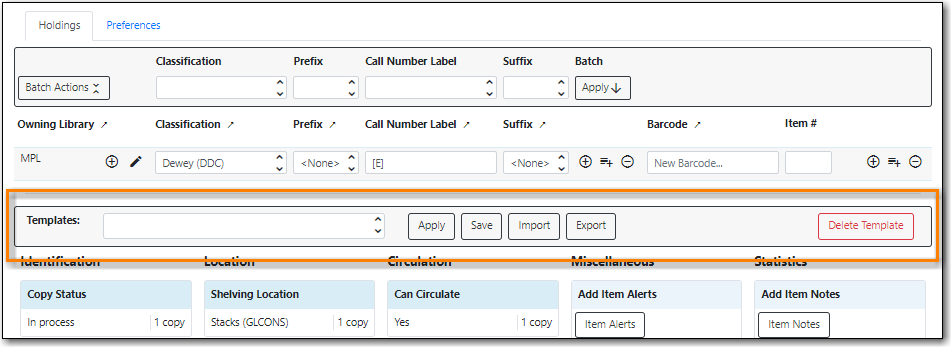 Holdings Preferences
Classification Prefix Call Number Label Suffix Batch
Batch Actions Apply
Owning Library Classification Prefix Call Number Label Suffix Barcode Item #
MPL Dewey (DDC) <None> [E] <None> New Barcode...
Templates: Apply Save Import Export Delete Template
Identification Location Circulation Miscellaneous Statistics
Copy Status Shelving Location Can Circulate Add Item Alerts Add Item Notes
In process 1 copy Stacks (GLCONS) 1 copy Yes 1 copy Item Alerts Item Notes